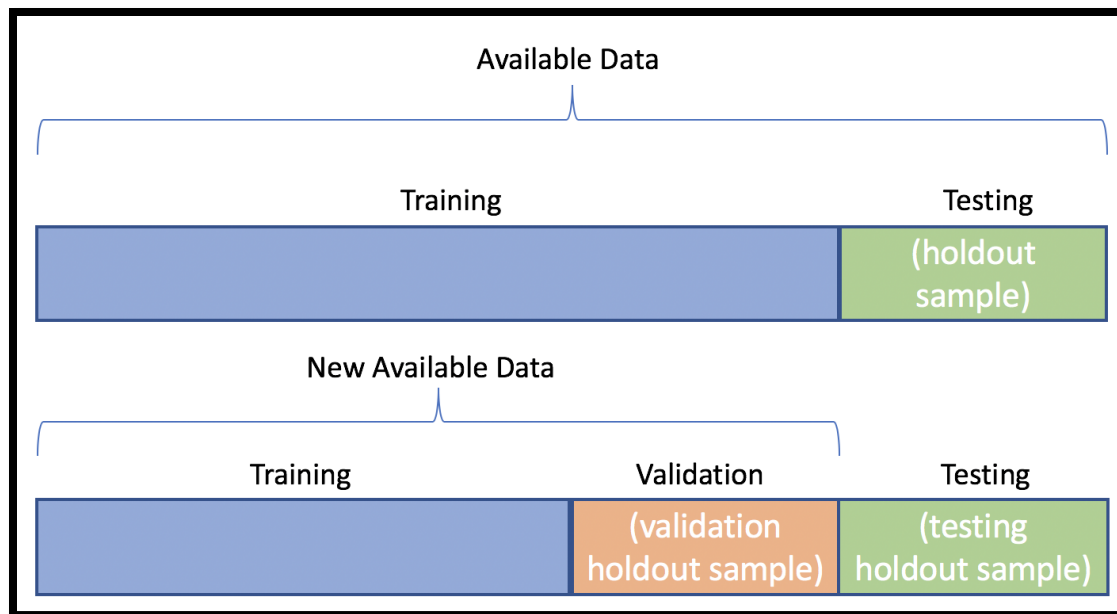 Available Data
Training
Testing
(holdout
sample)
New Available Data
Training
Validation
Testing
(validation
holdout sample)
(testing
holdout sample)